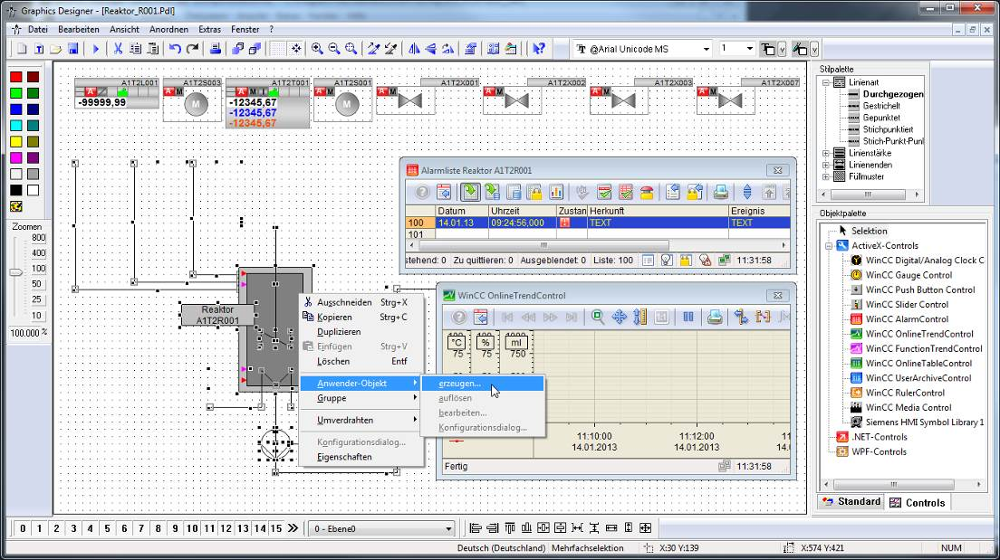 Graphics Designer - [Reaktor_R001.Pdl]
Datei Bearbeiten Ansicht Anordnen Extras Fenster ?
@Arial Unicode MS 1
A1T2L001 A1T2S003 A1T2T001 A1T2S001 A1T2X001 A1T2X002 A1T2X003 A1T2X007
-99999,99
M
-12345,67
-12345,67
-12345,67
M
Zoomen
800
400
100
50
25
10
100.000 %
Reaktor
A1T2R001
Alarmliste Reaktor A1T2R001
Datum Uhrzeit Zustan Herkunft Ereignis
100 14.01.13 09:24:56,000 TEXT TEXT
101
stehend: 0 Zu quittieren: 0 Ausgeblendet: 0 Liste: 100 11:31:58
WinCC OnlineTrendControl
°C % ml
75 75 750
11:10:00 11:12:00 11:
14.01.2013 14.01.2013 14.0
Fertig 11:31:58
Ausschneiden Strg+X
Kopieren Strg+C
Duplizieren
Einfügen Strg+V
Löschen Entf
Anwender-Objekt
Gruppe
Umverdrahten
Konfigurationsdialog...
Eigenschaften
erzeugen...
auflösen
bearbeiten...
Konfigurationsdialog...
Stilpalette
Linienart
Durchgezogen
Gestrichelt
Gepunktet
Strichpunktiert
Strich-Punkt-Punl
Linienstärke
Linienenden
Füllmuster
Objektpalette
Selektion
ActiveX-Controls
WinCC Digital/Analog Clock C
WinCC Gauge Control
WinCC Push Button Control
WinCC Slider Control
WinCC AlarmControl
WinCC OnlineTrendControl
WinCC FunctionTrendControl
WinCC OnlineTableControl
WinCC UserArchiveControl
WinCC RulerControl
WinCC Media Control
Siemens HMI Symbol Library 1
.NET-Controls
WPF-Controls
Standard Controls
0 1 2 3 4 5 6 7 8 9 10 11 12 13 14 15 0 - Ebene0
Deutsch (Deutschland) Mehrfachselektion X:30 Y:139 X:574 Y:421 NUM